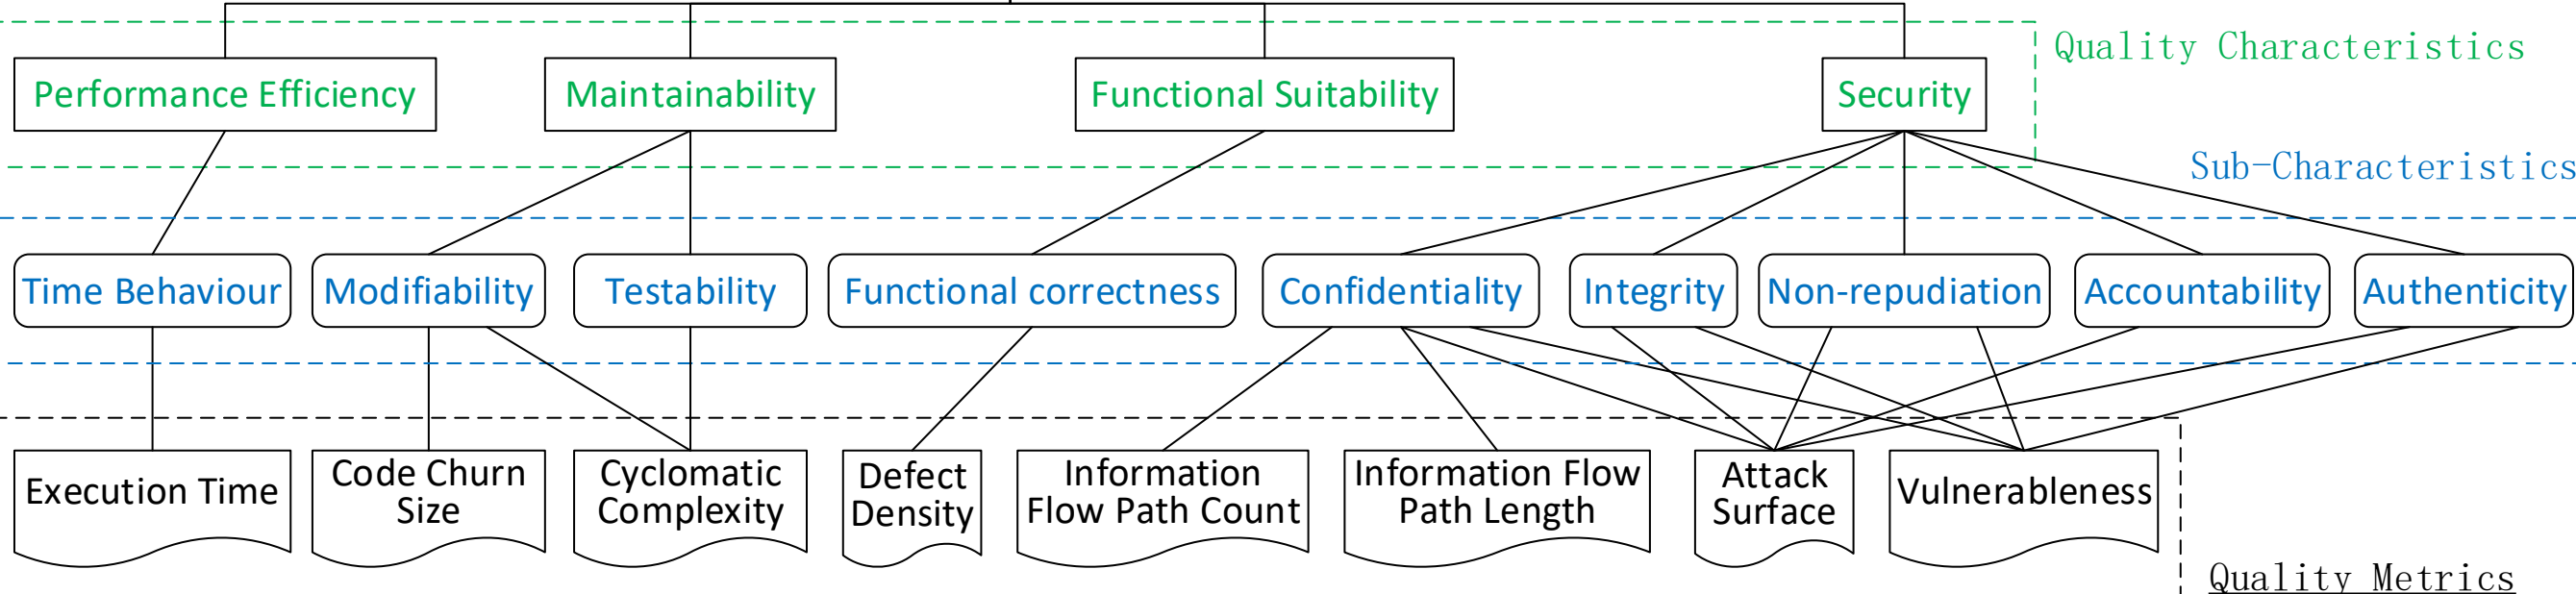 Quality Characteristics
Performance Efficiency
Maintainability
Functional Suitability
Security
Sub-Characteristics
Time Behaviour
Modifiability
Testability
Functional correctness
Confidentiality
Integrity
Non-repudiation
Accountability
Authenticity
Execution Time
Code Churn
Size
Cyclomatic
Complexity
Defect
Density
Information
Flow Path Count
Information Flow
Path Length
Attack
Surface
Vulnerableness
Quality Metrics